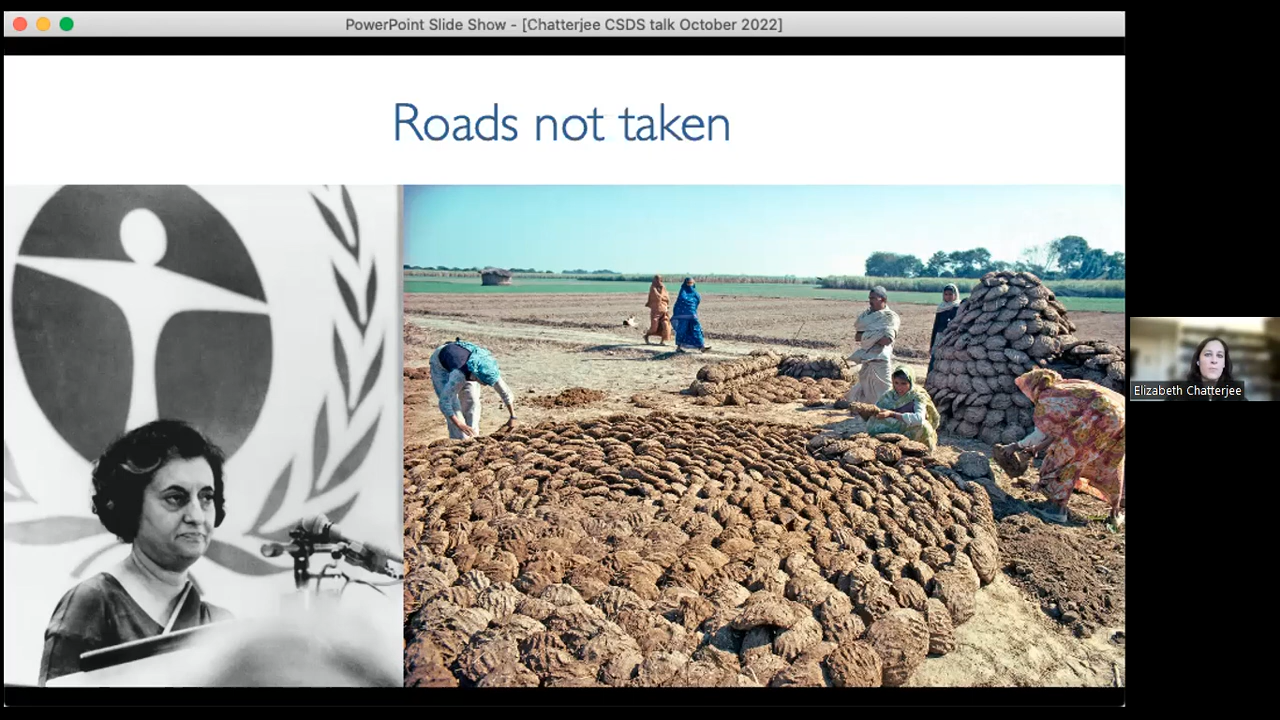 PowerPoint Slide Show - [Chatterjee CSDS talk October 2022]
Roads not taken
Elizabeth Chatterjee